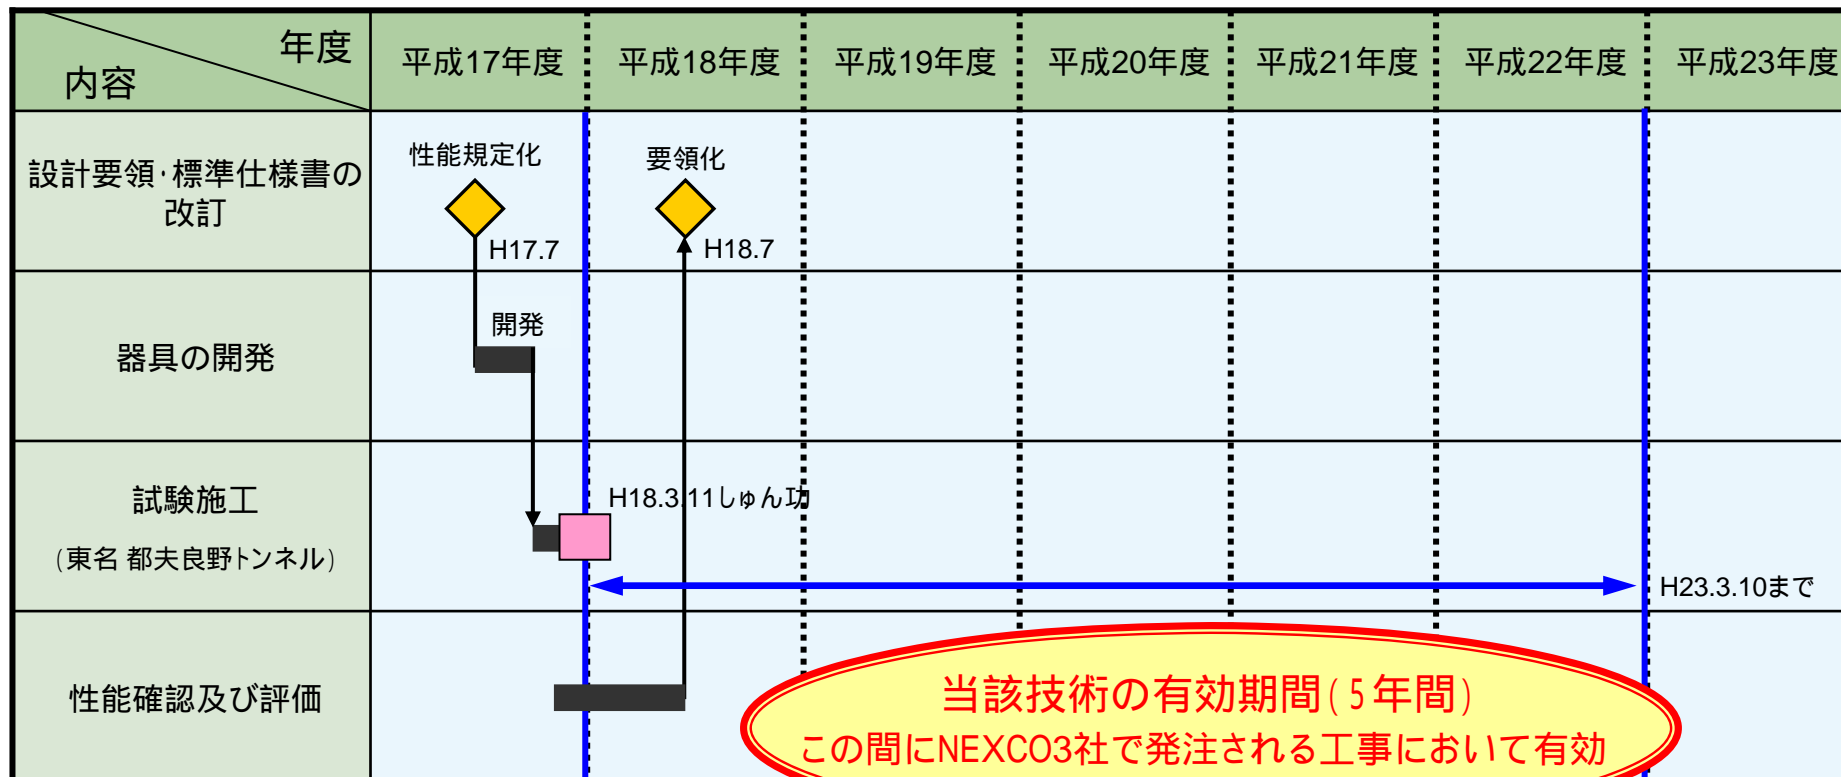 年度
内容
平成17年度
平成18年度
平成19年度
平成20年度
平成21年度
平成22年度
平成23年度
設計要領・標準仕様書の
改訂
性能規定化
H17.7
要領化
H18.7
器具の開発
開発
試験施工
(東名 都夫良野トンネル)
H18.3.11しゅん功
H23.3.10まで
性能確認及び評価
当該技術の有効期間(5年間)
この間にNEXCO3社で発注される工事において有効